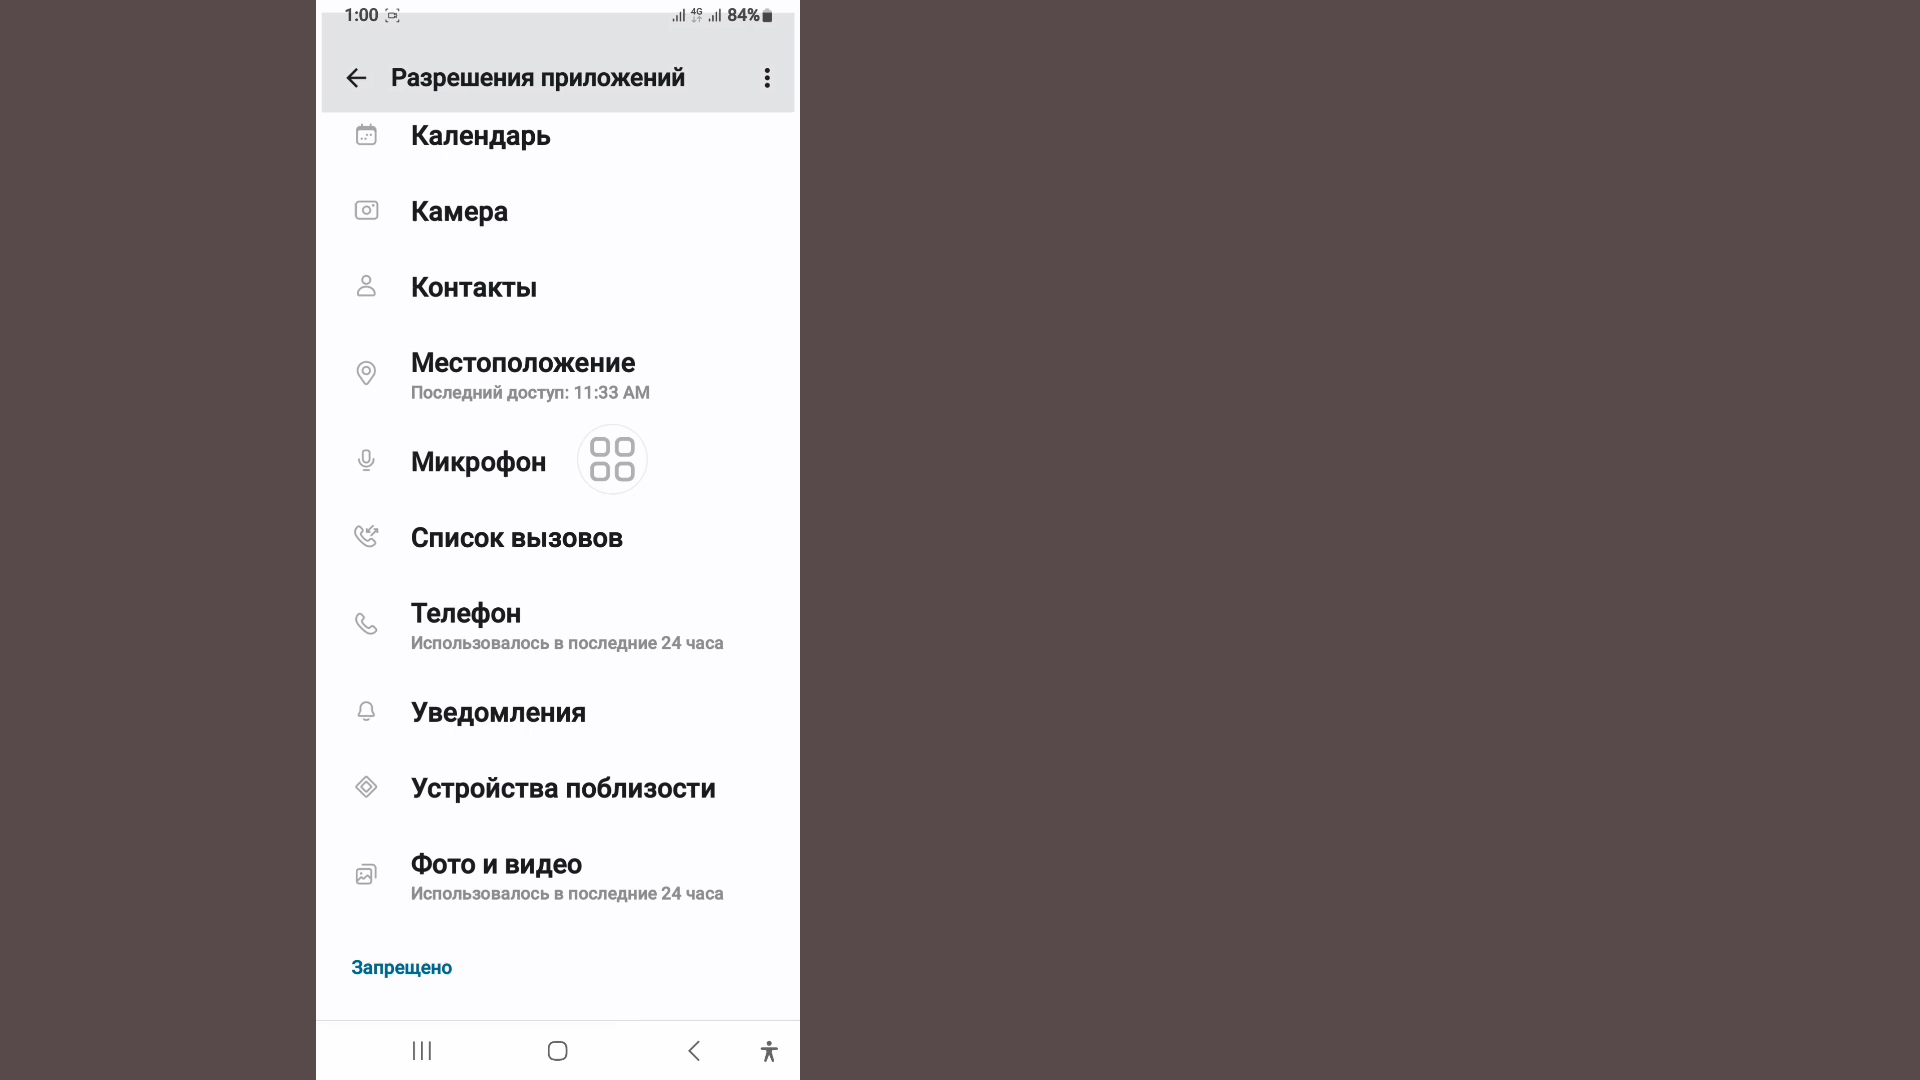 1:00 4G 84%
Разрешения приложений
Календарь
Камера
Контакты
Местоположение
Последний доступ: 11:33 AM
Микрофон
Список вызовов
Телефон
Использовалось в последние 24 часа
Уведомления
Устройства поблизости
Фото и видео
Использовалось в последние 24 часа
Запрещено